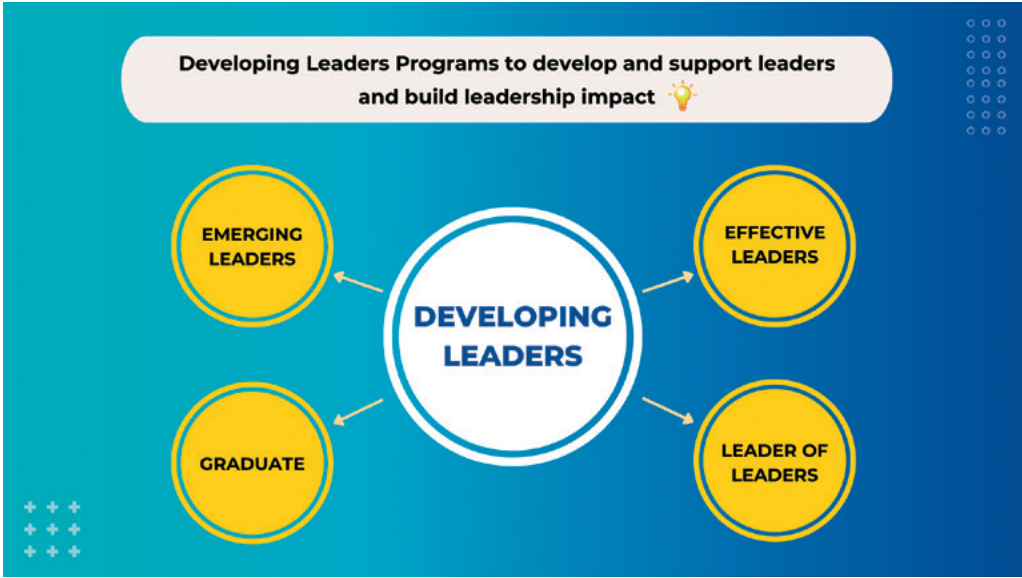 Developing Leaders Programs to develop and support leaders
and build leadership impact
EMERGING
LEADERS
EFFECTIVE
LEADERS
DEVELOPING
LEADERS
GRADUATE
LEADER OF
LEADERS